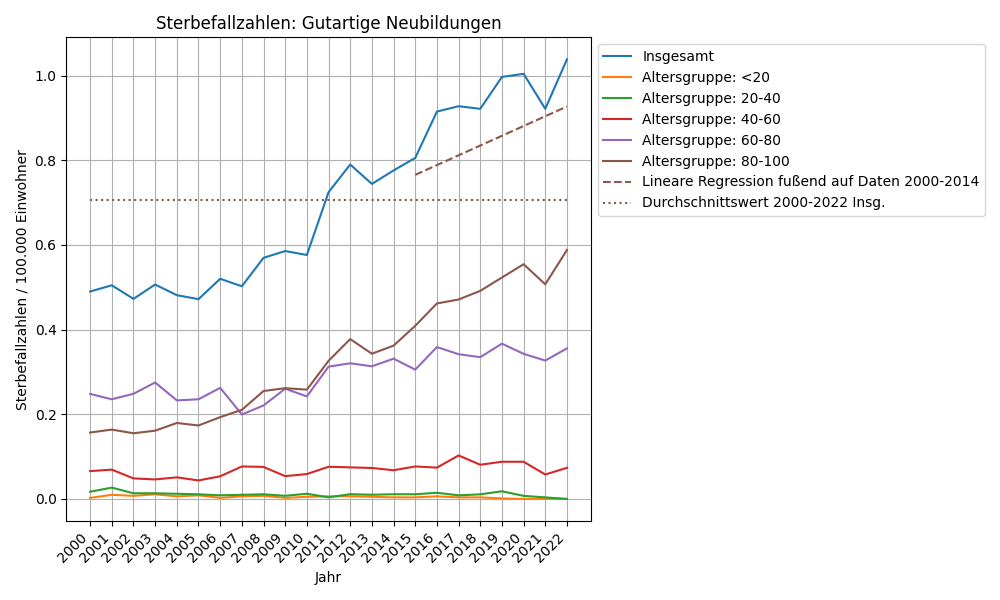 Sterbefallzahlen: Gutartige Neubildungen
Sterbefallzahlen / 100.000 Einwohner
1.0
0.8
0.6
0.4
0.2
0.0
2000
2001
2002
2003
2004
2005
2006
2007
2008
2009
2010
2011
2012
2013
2014
2015
2016
2017
2018
2019
2020
2021
2022
Jahr
Insgesamt
Altersgruppe: <20
Altersgruppe: 20-40
Altersgruppe: 40-60
Altersgruppe: 60-80
Altersgruppe: 80-100
Lineare Regression fußend auf Daten 2000-2014
Durchschnittswert 2000-2022 Insg.